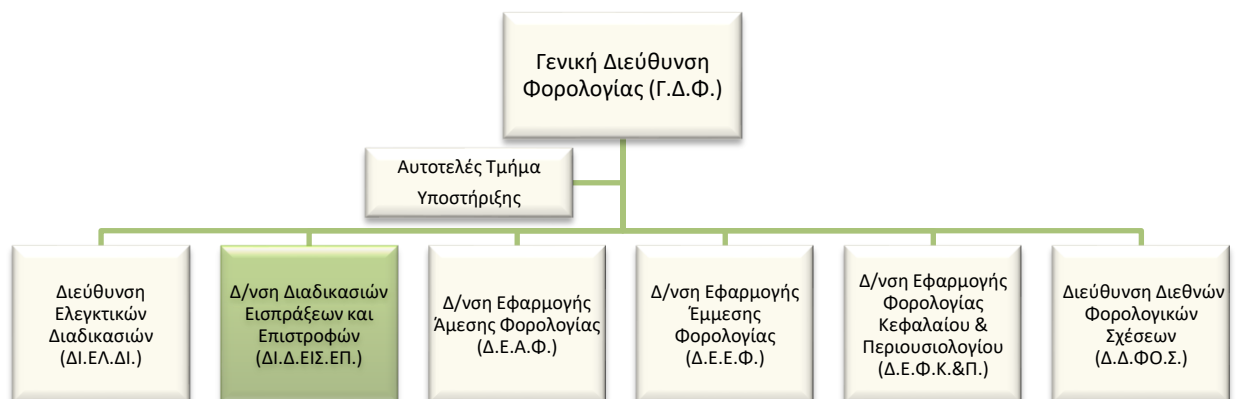 Γενική Διεύθυνση
Φορολογίας (Γ.Δ.Φ.)
Αυτοτελές Τμήμα
Υποστήριξης
Διεύθυνση
Ελεγκτικών
Διαδικασιών
(ΔΙ.ΕΛ.ΔΙ.)
Δ/νση Διαδικασιών
Εισπράξεων και
Επιστροφών
(ΔΙ.Δ.ΕΙΣ.ΕΠ.)
Δ/νση Εφαρμογής
Άμεσης Φορολογίας
(Δ.Ε.Α.Φ.)
Δ/νση Εφαρμογής
Έμμεσης
Φορολογίας
(Δ.Ε.Ε.Φ.)
Δ/νση Εφαρμογής
Φορολογίας
Κεφαλαίου &
Περιουσιολογίου
(Δ.Ε.Φ.Κ.&Π.)
Διεύθυνση Διεθνών
Φορολογικών
Σχέσεων
(Δ.Δ.ΦΟ.Σ.)